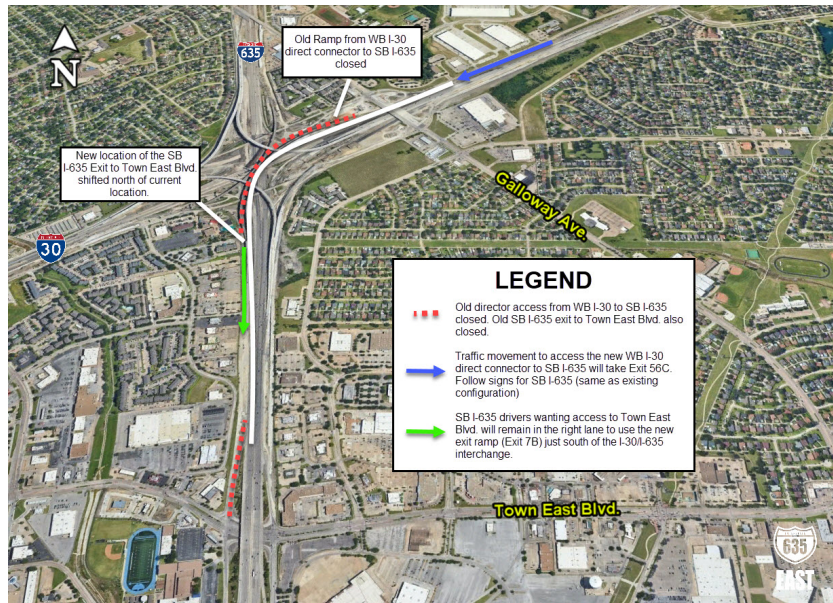 N
635
Old Ramp from WB I-30
direct connector to SB I-635
closed
New location of the SB
I-635 Exit to Town East Blvd.
shifted north of current
location.
30
Galloway Ave.
LEGEND
Old director access from WB I-30 to SB I-635
closed. Old SB I-635 exit to Town East Blvd. also
closed.
Traffic movement to access the new WB I-30
direct connector to SB I-635 will take Exit 56C.
Follow signs for SB I-635 (same as existing
configuration)
SB I-635 drivers wanting access to Town East
Blvd. will remain in the right lane to use the new
exit ramp (Exit 7B) just south of the I-30/I-635
interchange.
Town East Blvd.
635
EAST